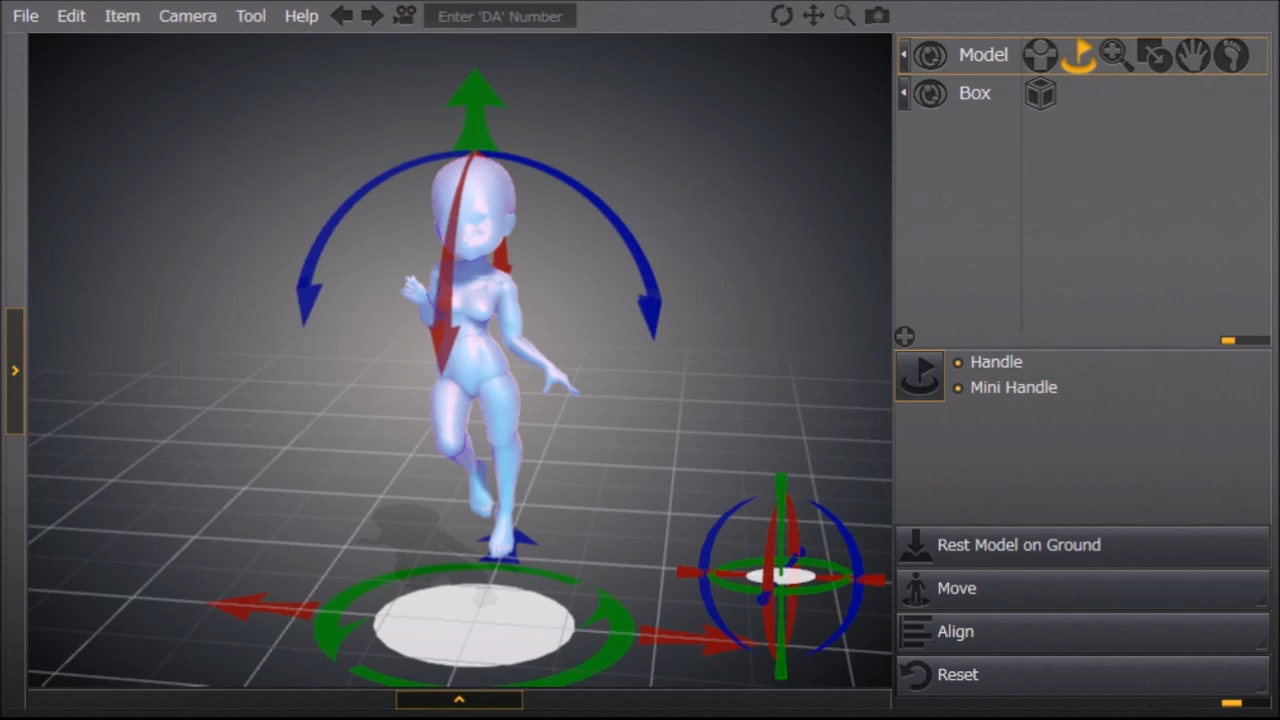 File Edit Item Camera Tool Help Enter 'DA' Number
Model
Box
Handle
Mini Handle
Rest Model on Ground
Move
Align
Reset